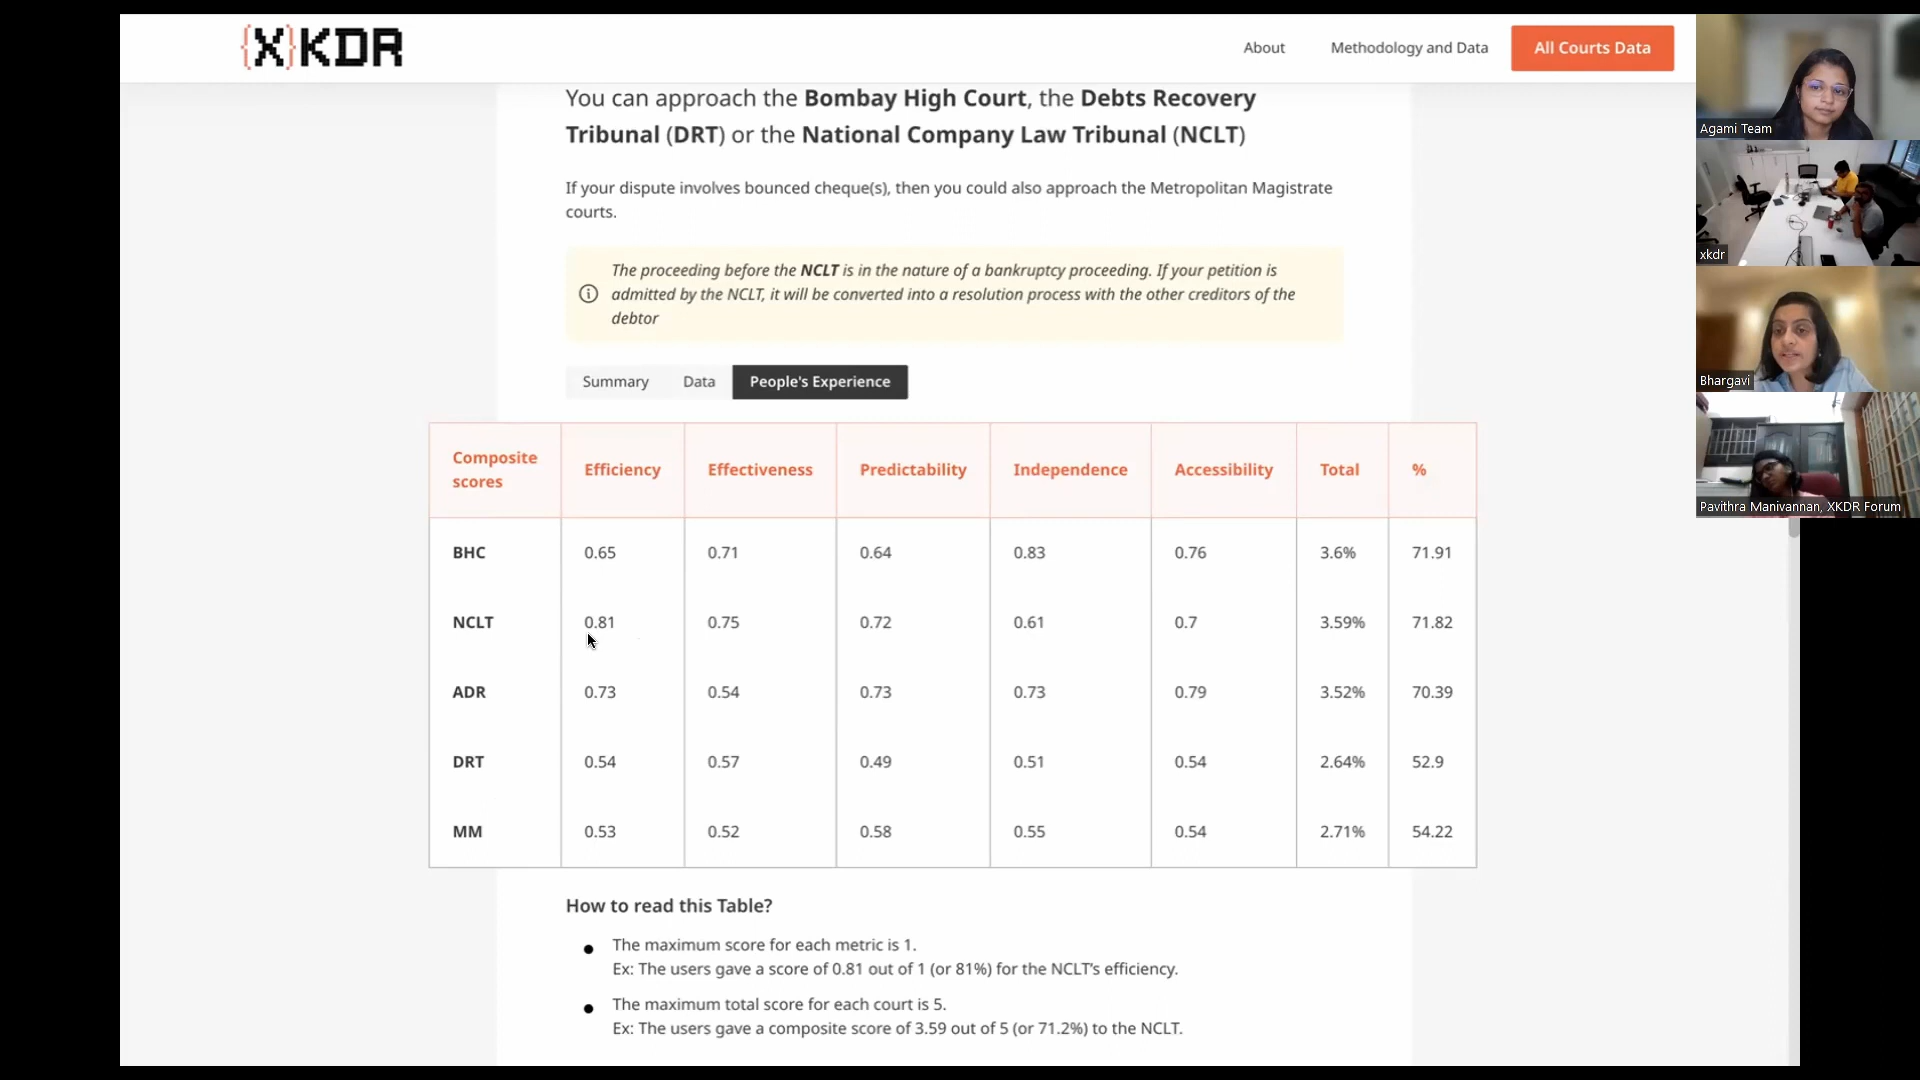 {X}KDR
About
Methodology and Data
All Courts Data
You can approach the Bombay High Court, the Debts Recovery
Tribunal (DRT) or the National Company Law Tribunal (NCLT)
If your dispute involves bounced cheque(s), then you could also approach the Metropolitan Magistrate
courts.
The proceeding before the NCLT is in the nature of a bankruptcy proceeding. If your petition is
admitted by the NCLT, it will be converted into a resolution process with the other creditors of the
debtor
Summary Data People's Experience
Composite scores Efficiency Effectiveness Predictability Independence Accessibility Total %
BHC 0.65 0.71 0.64 0.83 0.76 3.6% 71.91
NCLT 0.81 0.75 0.72 0.61 0.7 3.59% 71.82
ADR 0.73 0.54 0.73 0.73 0.79 3.52% 70.39
DRT 0.54 0.57 0.49 0.51 0.54 2.64% 52.9
MM 0.53 0.52 0.58 0.55 0.54 2.71% 54.22
How to read this Table?
The maximum score for each metric is 1.
Ex: The users gave a score of 0.81 out of 1 (or 81%) for the NCLT's efficiency.
The maximum total score for each court is 5.
Ex: The users gave a composite score of 3.59 out of 5 (or 71.2%) to the NCLT.
Agami Team
xkdr
Bhargavi
Pavithra Manivannan, XKDR Forum